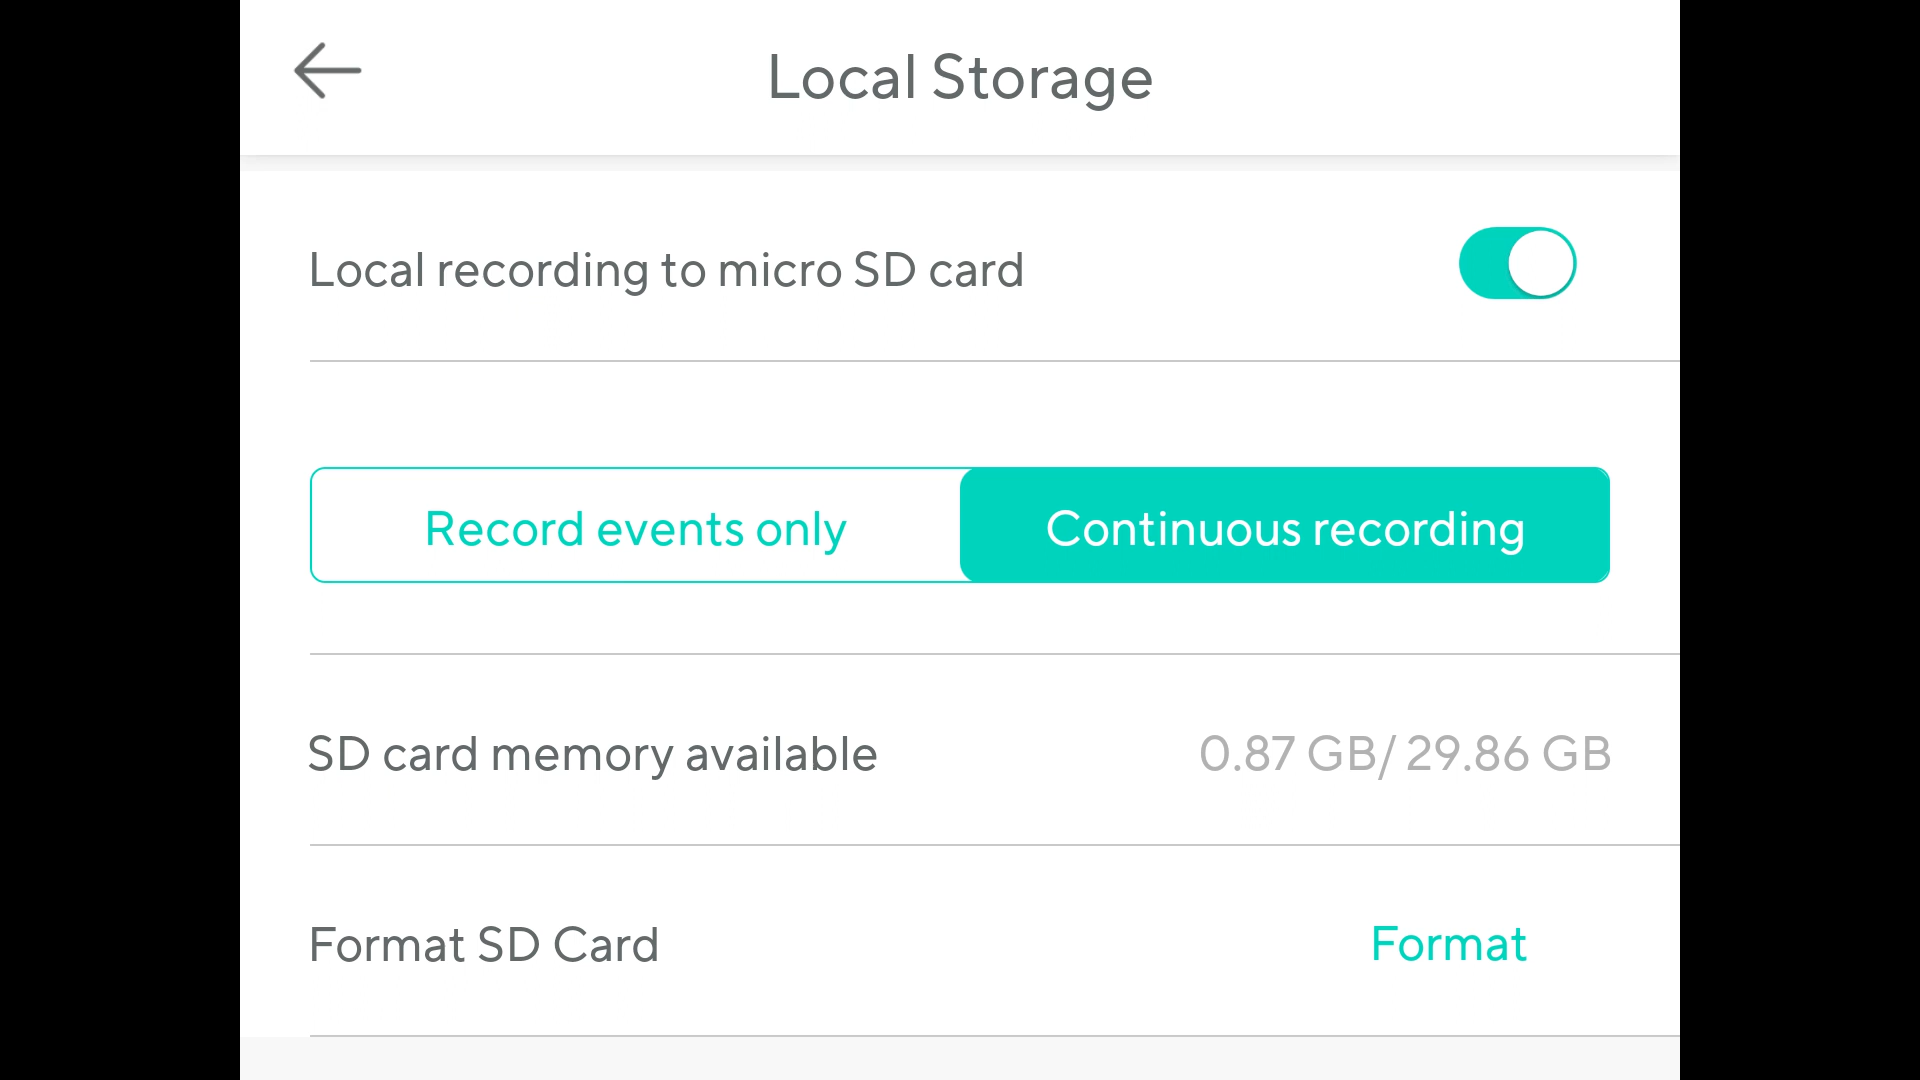 Local Storage
Local recording to micro SD card
Record events only
Continuous recording
SD card memory available
0.87 GB/ 29.86 GB
Format SD Card
Format